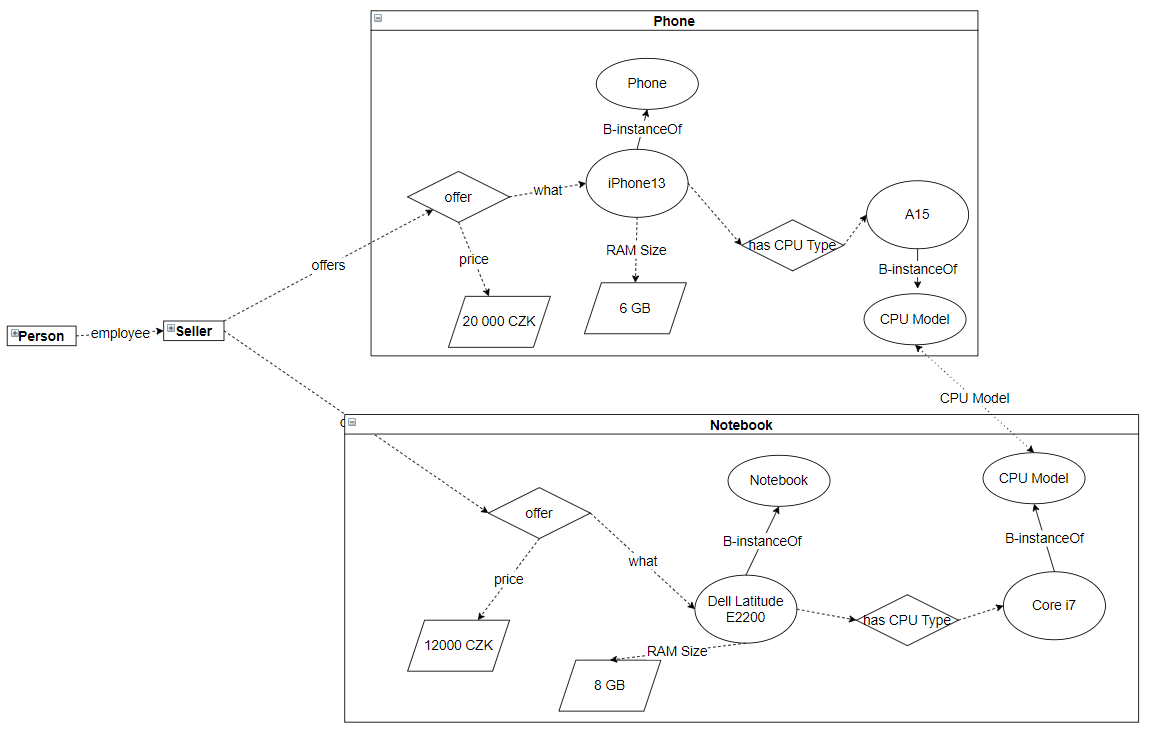 Phone
Phone
B-instanceOf
iPhone13
offer
what
A15
has CPU Type
RAM Size
price
offers
B-instanceOf
6 GB
20 000 CZK
CPU Model
Person
employee
Seller
CPU Model
Notebook
Notebook
CPU Model
offer
B-instanceOf
B-instanceOf
what
price
Dell Latitude
E2200
has CPU Type
Core i7
12000 CZK
RAM Size
8 GB